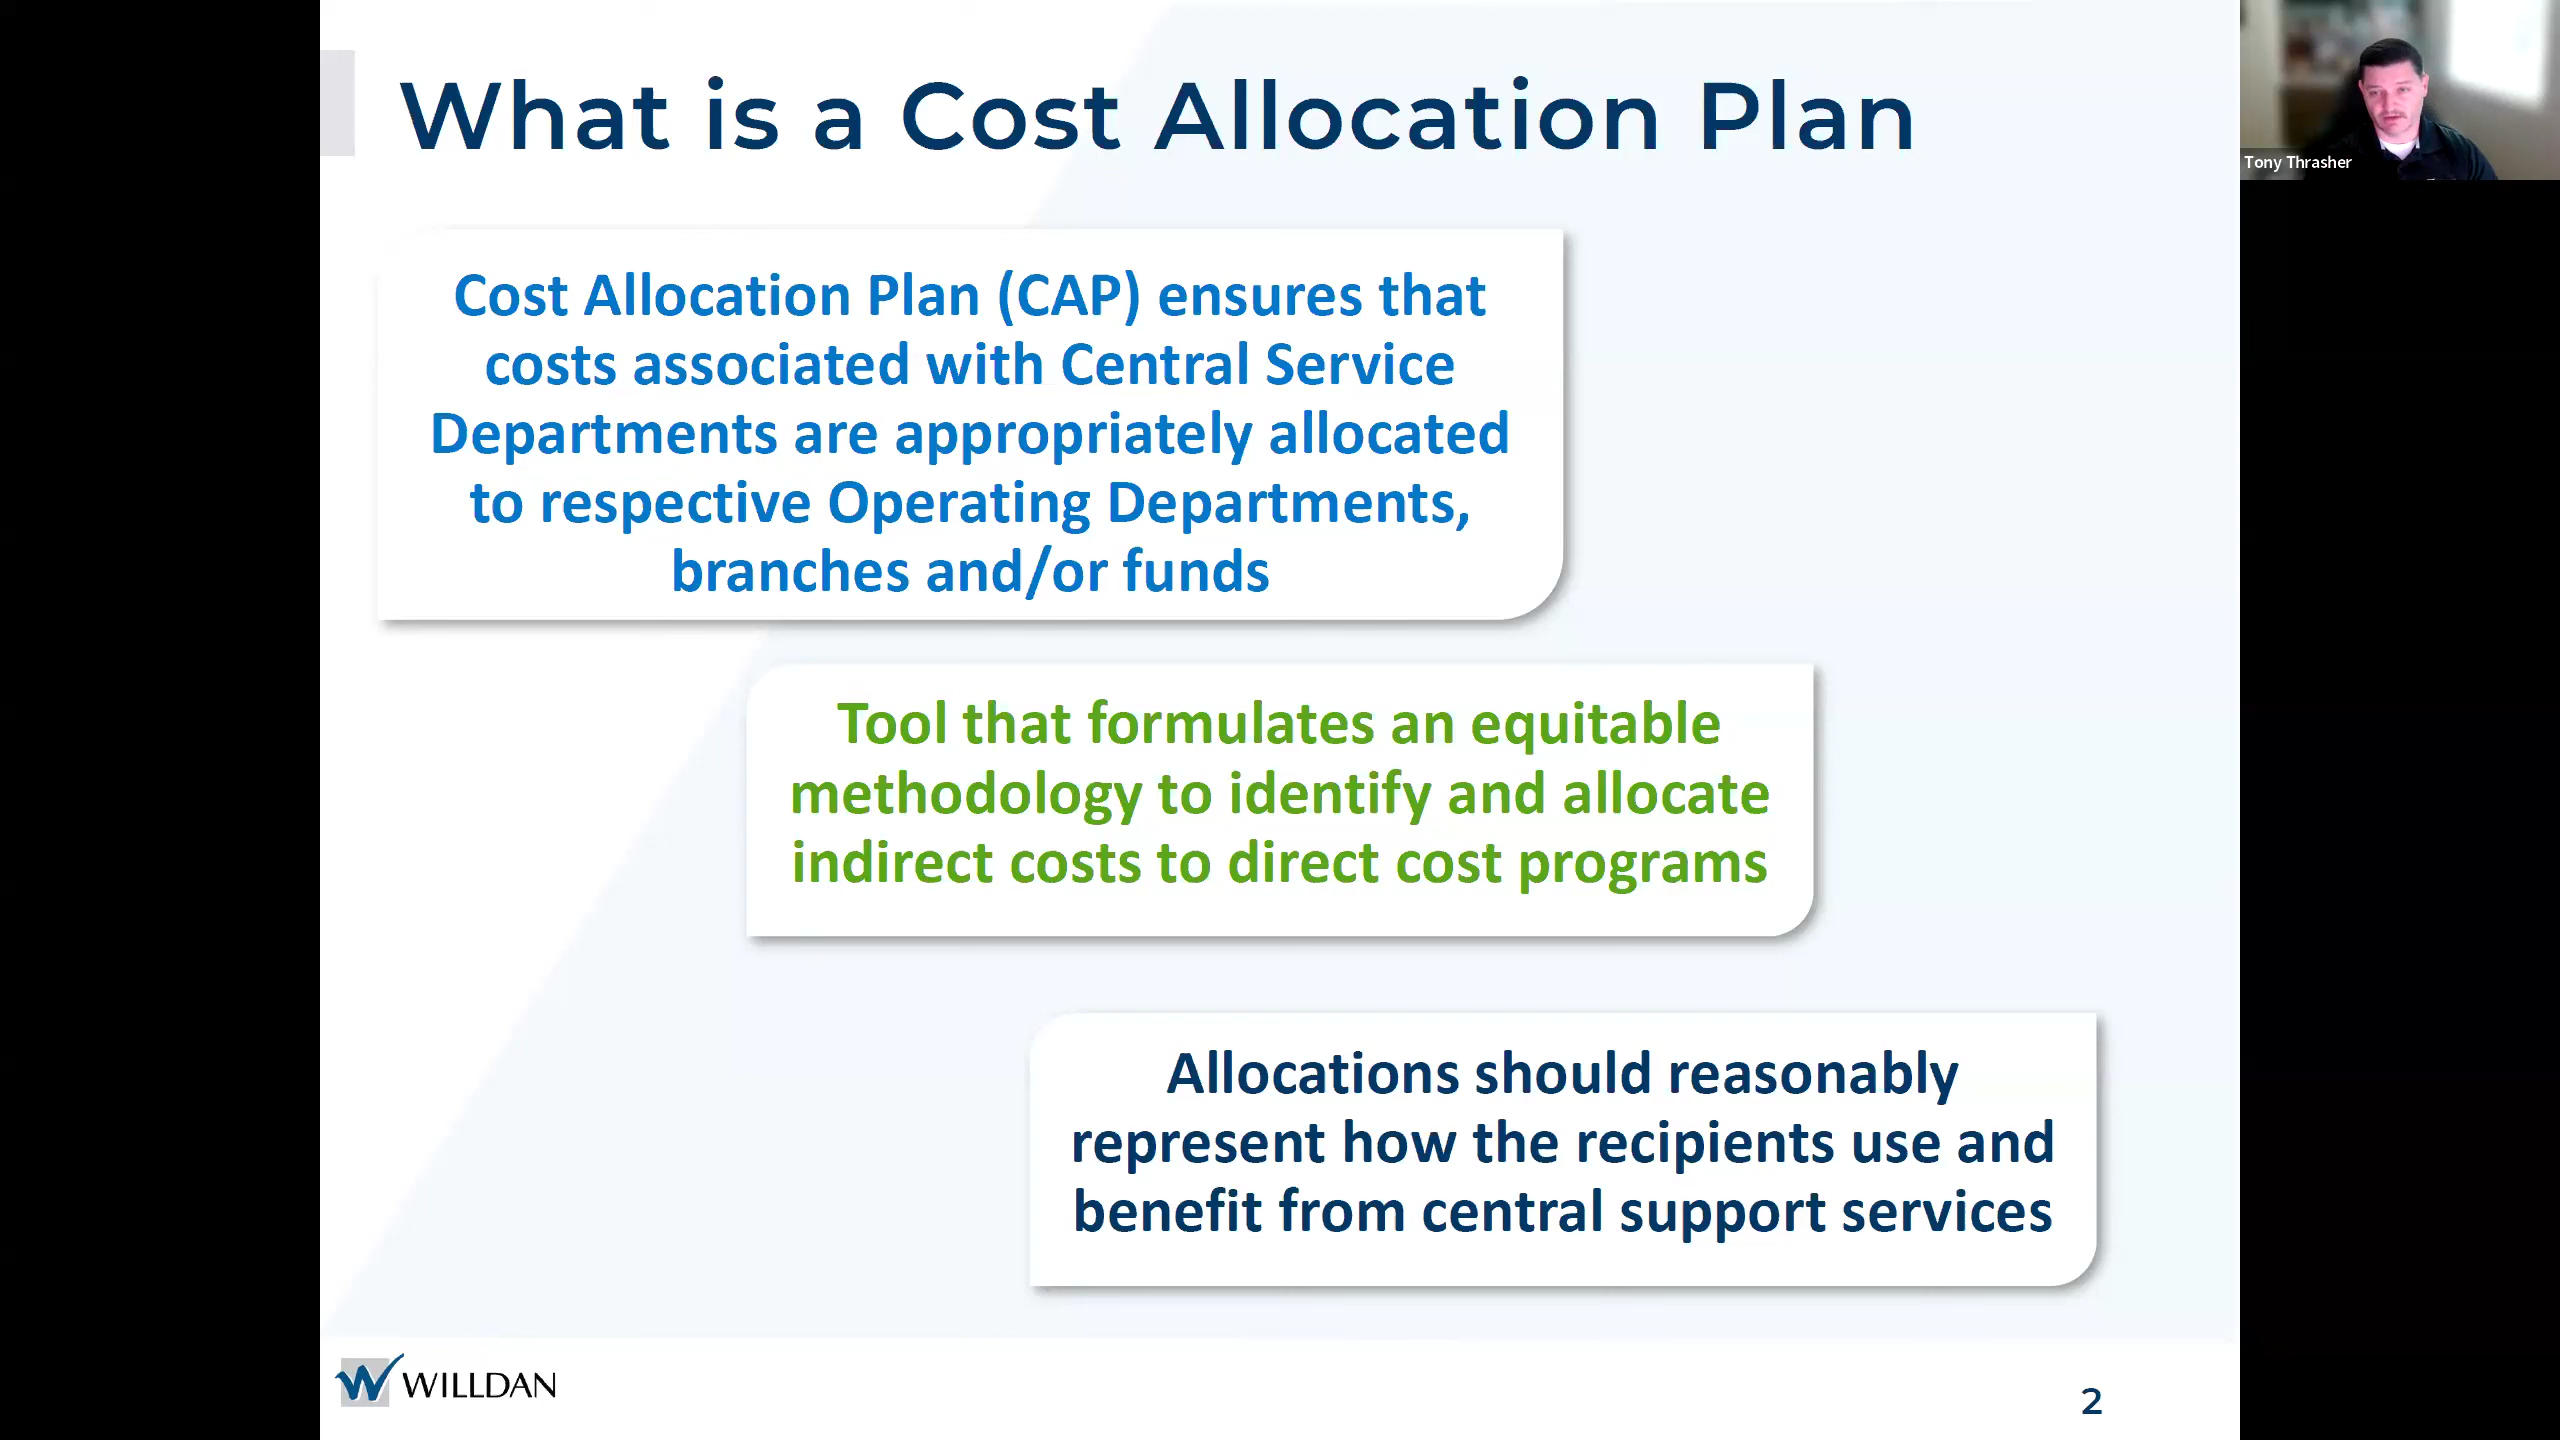 What is a Cost Allocation Plan
Tony Thrasher
Cost Allocation Plan (CAP) ensures that
costs associated with Central Service
Departments are appropriately allocated
to respective Operating Departments,
branches and/or funds
Tool that formulates an equitable
methodology to identify and allocate
indirect costs to direct cost programs
Allocations should reasonably
represent how the recipients use and
benefit from central support services
WILLDAN
2